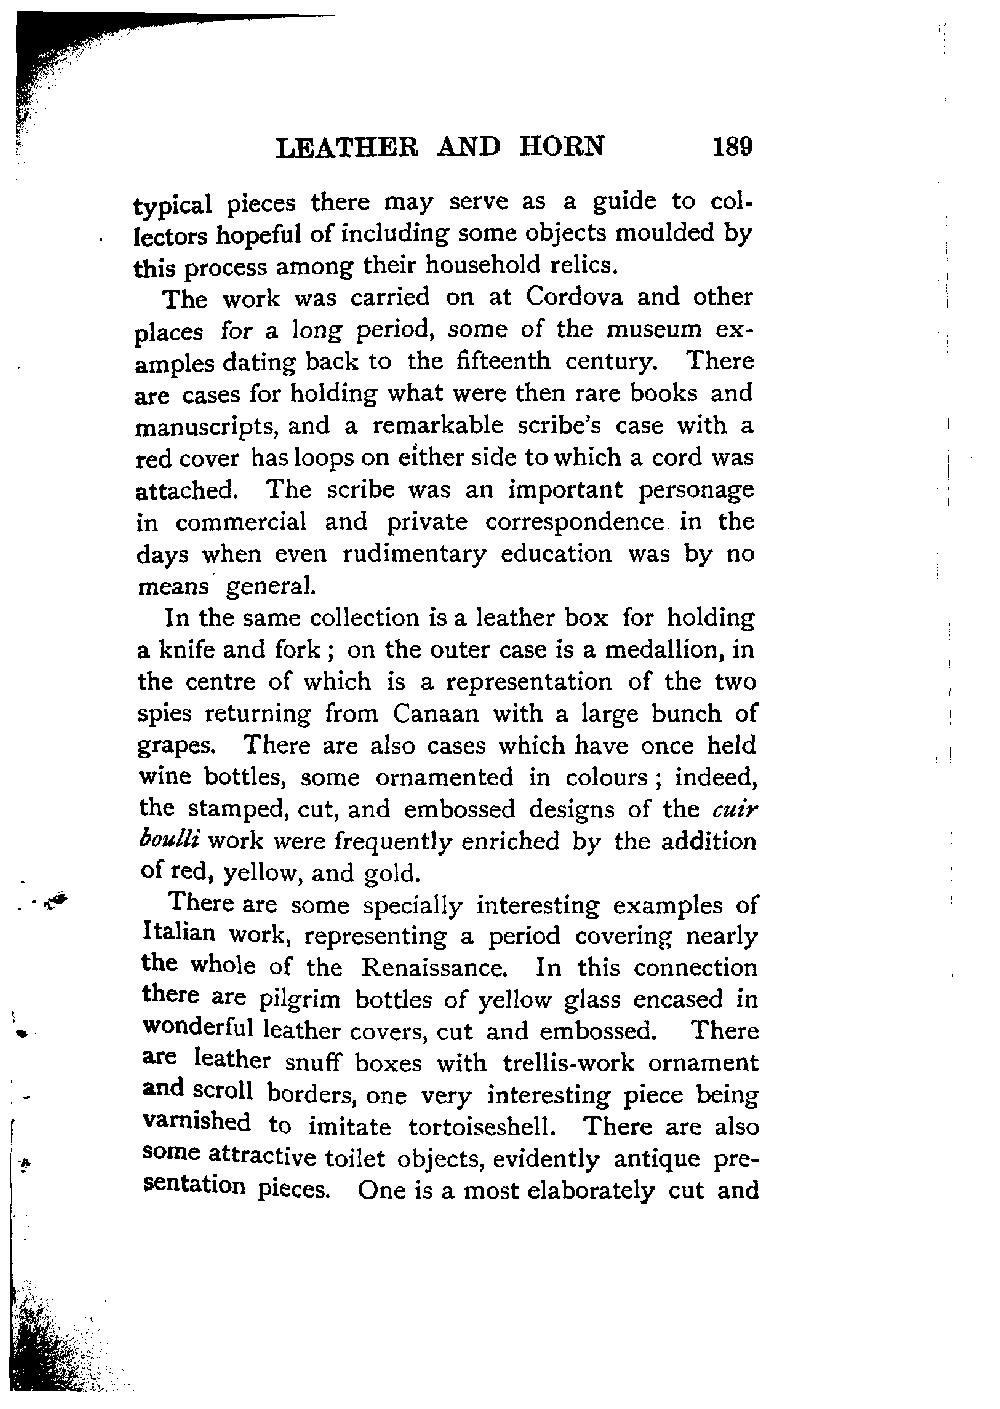 LEATHER AND HORN 189
typical pieces there may serve as a guide to col-
lectors hopeful of including some objects moulded by
this process among their household relics.
The work was carried on at Cordova and other
places for a long period, some of the museum ex-
amples dating back to the fifteenth century. There
are cases for holding what were then rare books and
manuscripts, and a remarkable scribe's case with a
red cover has loops on either side to which a cord was
attached. The scribe was an important personage
in commercial and private correspondence in the
days when even rudimentary education was by no
means general.
In the same collection is a leather box for holding
a knife and fork ; on the outer case is a medallion, in
the centre of which is a representation of the two
spies returning from Canaan with a large bunch of
grapes. There are also cases which have once held
wine bottles, some ornamented in colours ; indeed,
the stamped, cut, and embossed designs of the cuir
boulli work were frequently enriched by the addition
of red, yellow, and gold.
There are some specially interesting examples of
Italian work, representing a period covering nearly
the whole of the Renaissance. In this connection
there are pilgrim bottles of yellow glass encased in
wonderful leather covers, cut and embossed. There
are leather snuff boxes with trellis-work ornament
and scroll borders, one very interesting piece being
varnished to imitate tortoiseshell. There are also
some attractive toilet objects, evidently antique pre-
sentation pieces. One is a most elaborately cut and